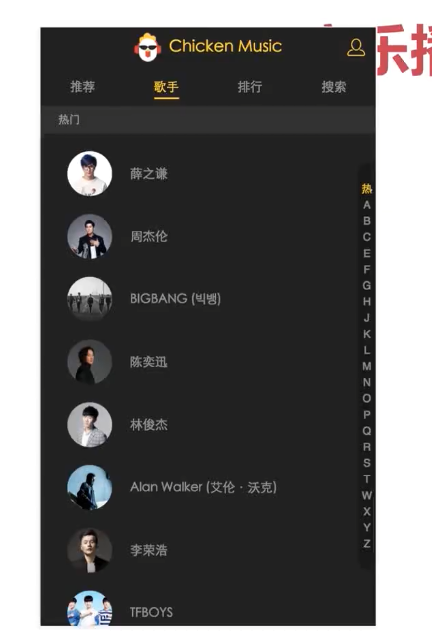 乐播
Chicken Music
推荐 歌手 排行 搜索
热门
薛之谦
热
周杰伦
A
B
C
E
BIGBANG (빅뱅)
F
G
H
J
K
陈奕迅
L
M
N
O
林俊杰
P
Q
R
S
Alan Walker (艾伦 · 沃克)
T
W
X
Y
李荣浩
Z
TFBOYS